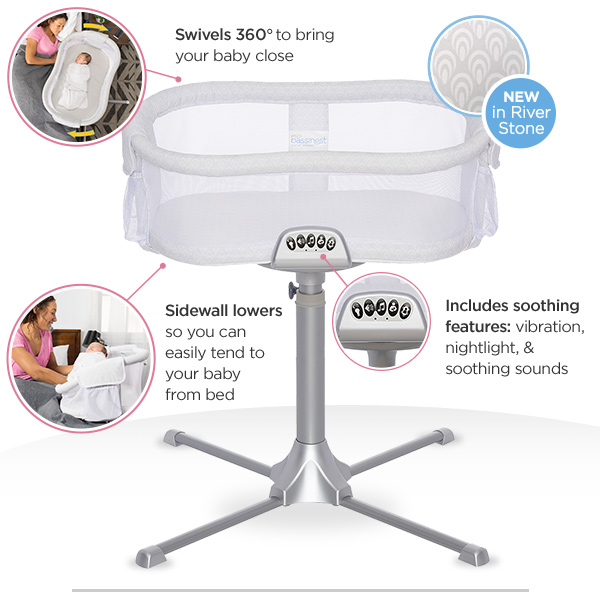 Swivels 360° to bring
your baby close
NEW
in River
Stone
bassinest
Sidewall lowers
so you can
easily tend to
your baby
from bed
Includes soothing
features: vibration,
nightlight, &
soothing sounds